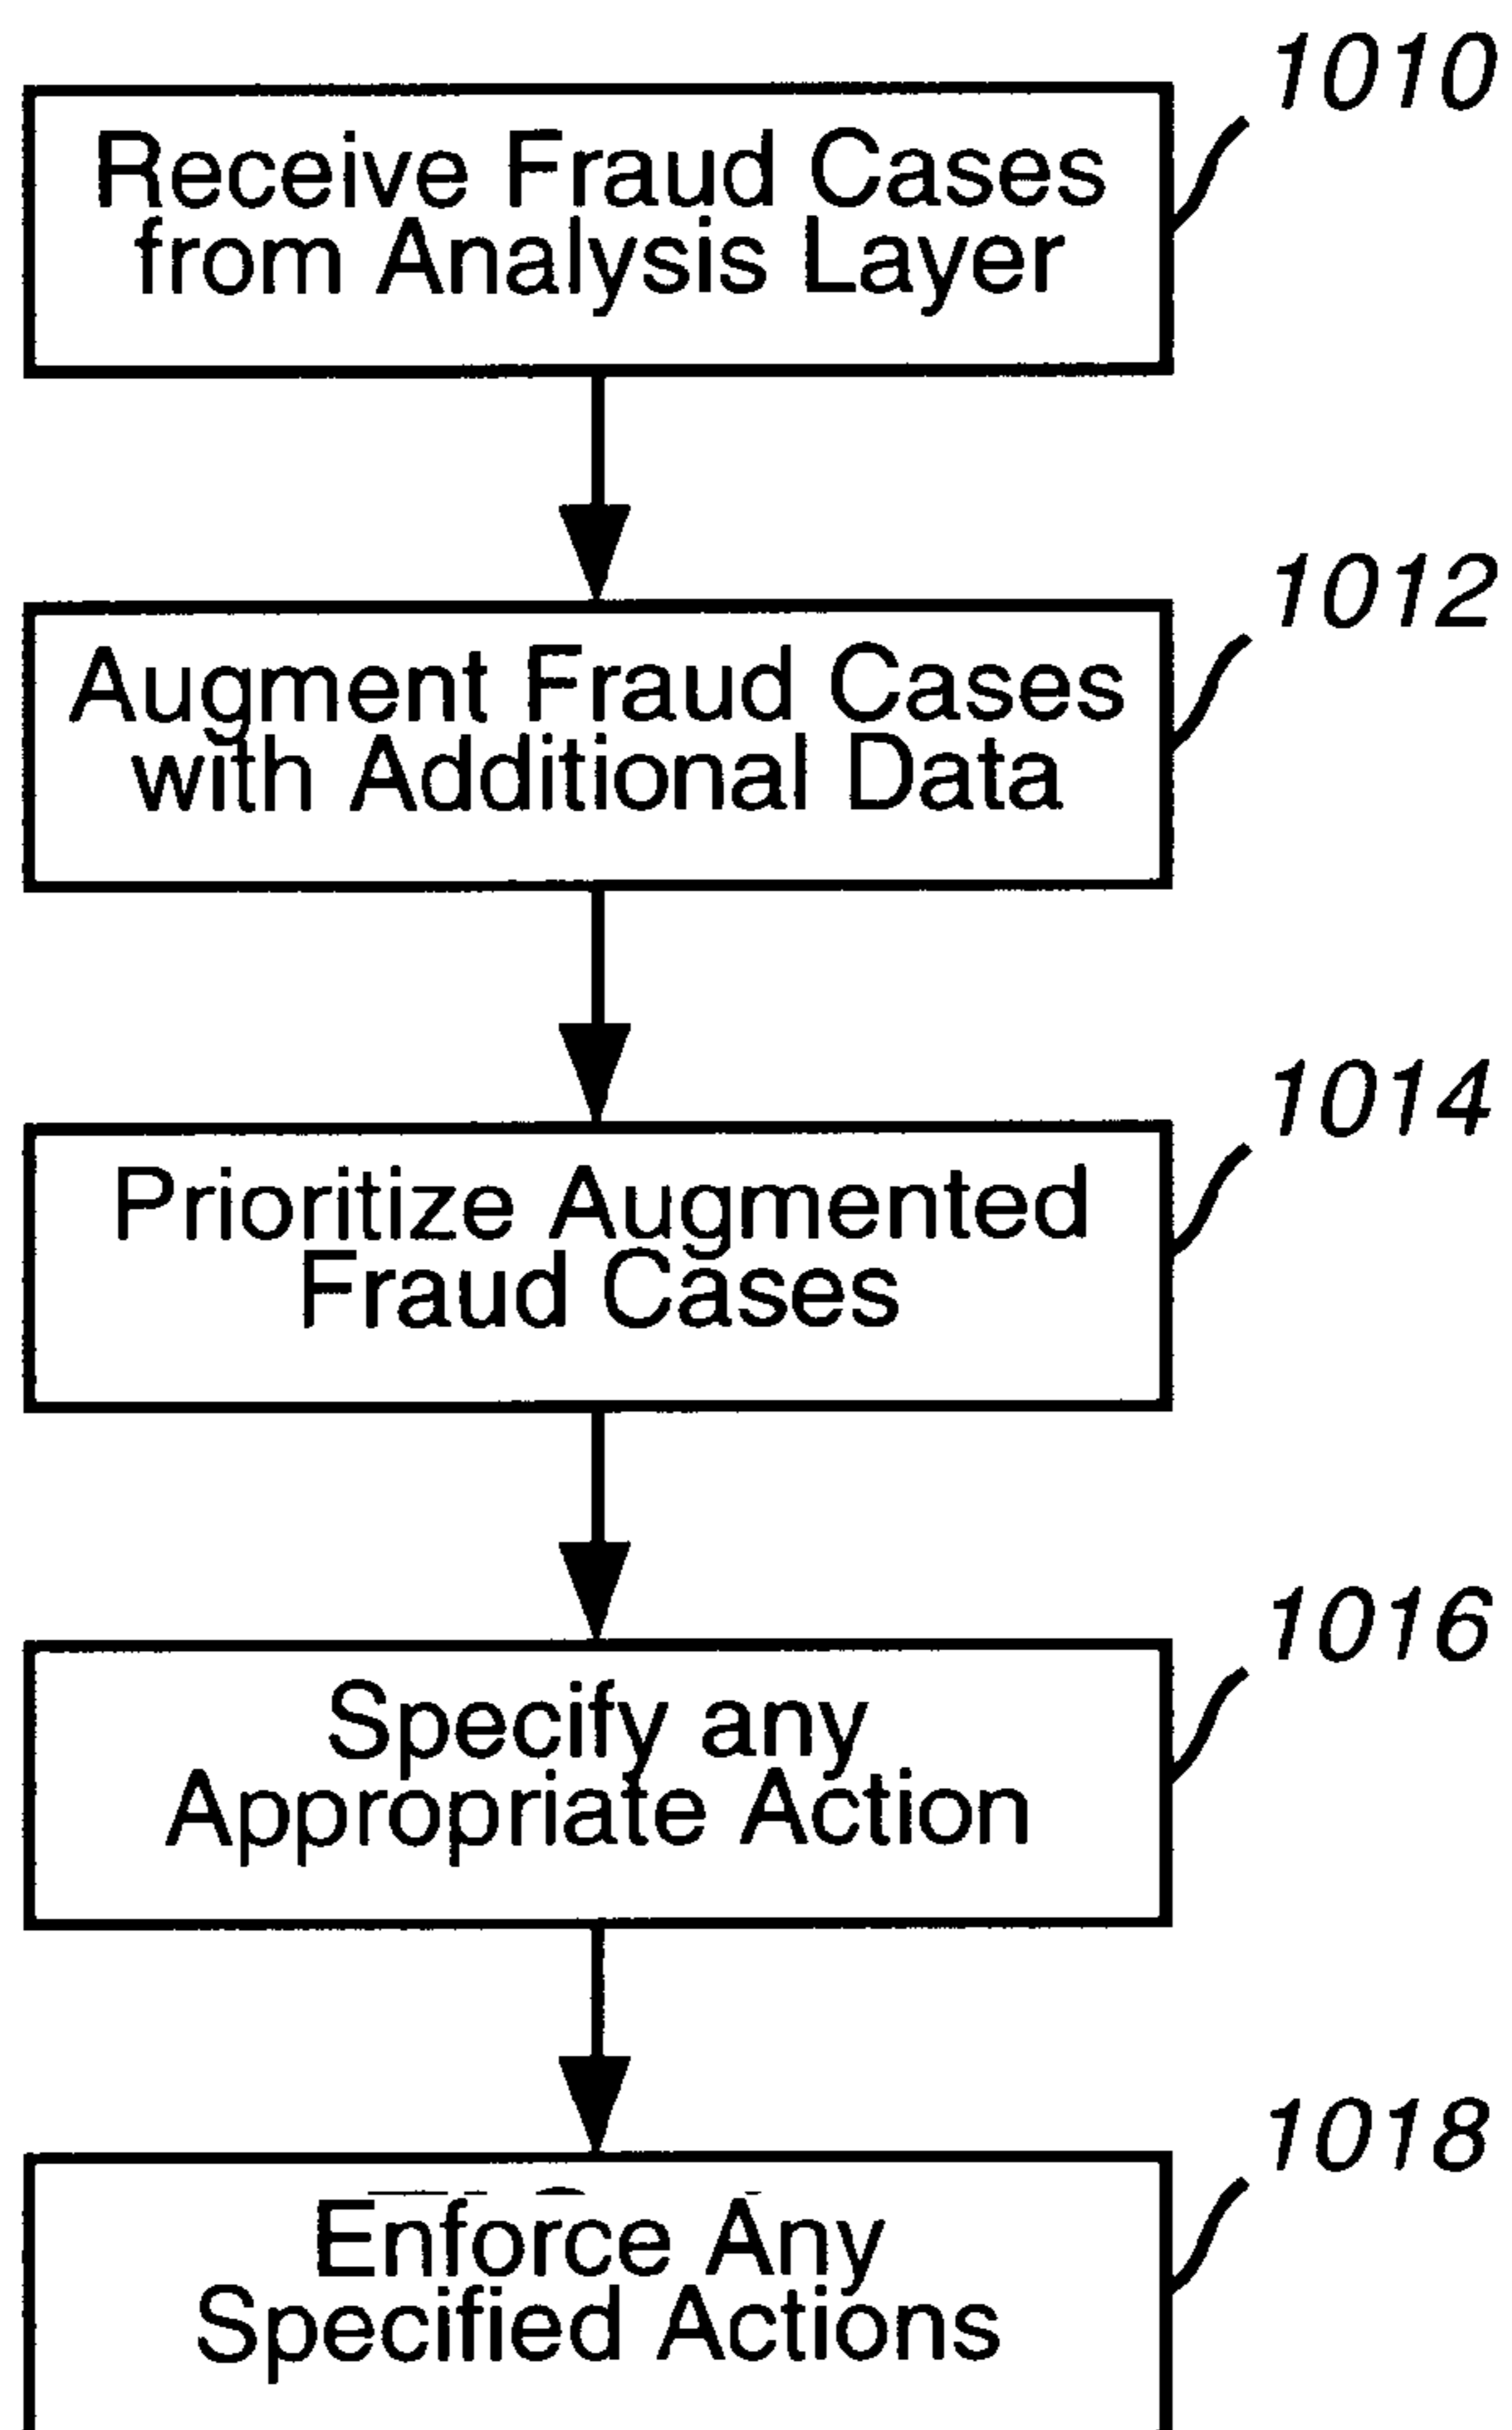 1010
Receive Fraud Cases
from Analysis Layer
1012
Augment Fraud Cases
with Additional Data
1014
Prioritize Augmented
Fraud Cases
1016
Specify any
Appropriate Action
1018
Enforce Any
Specified Actions